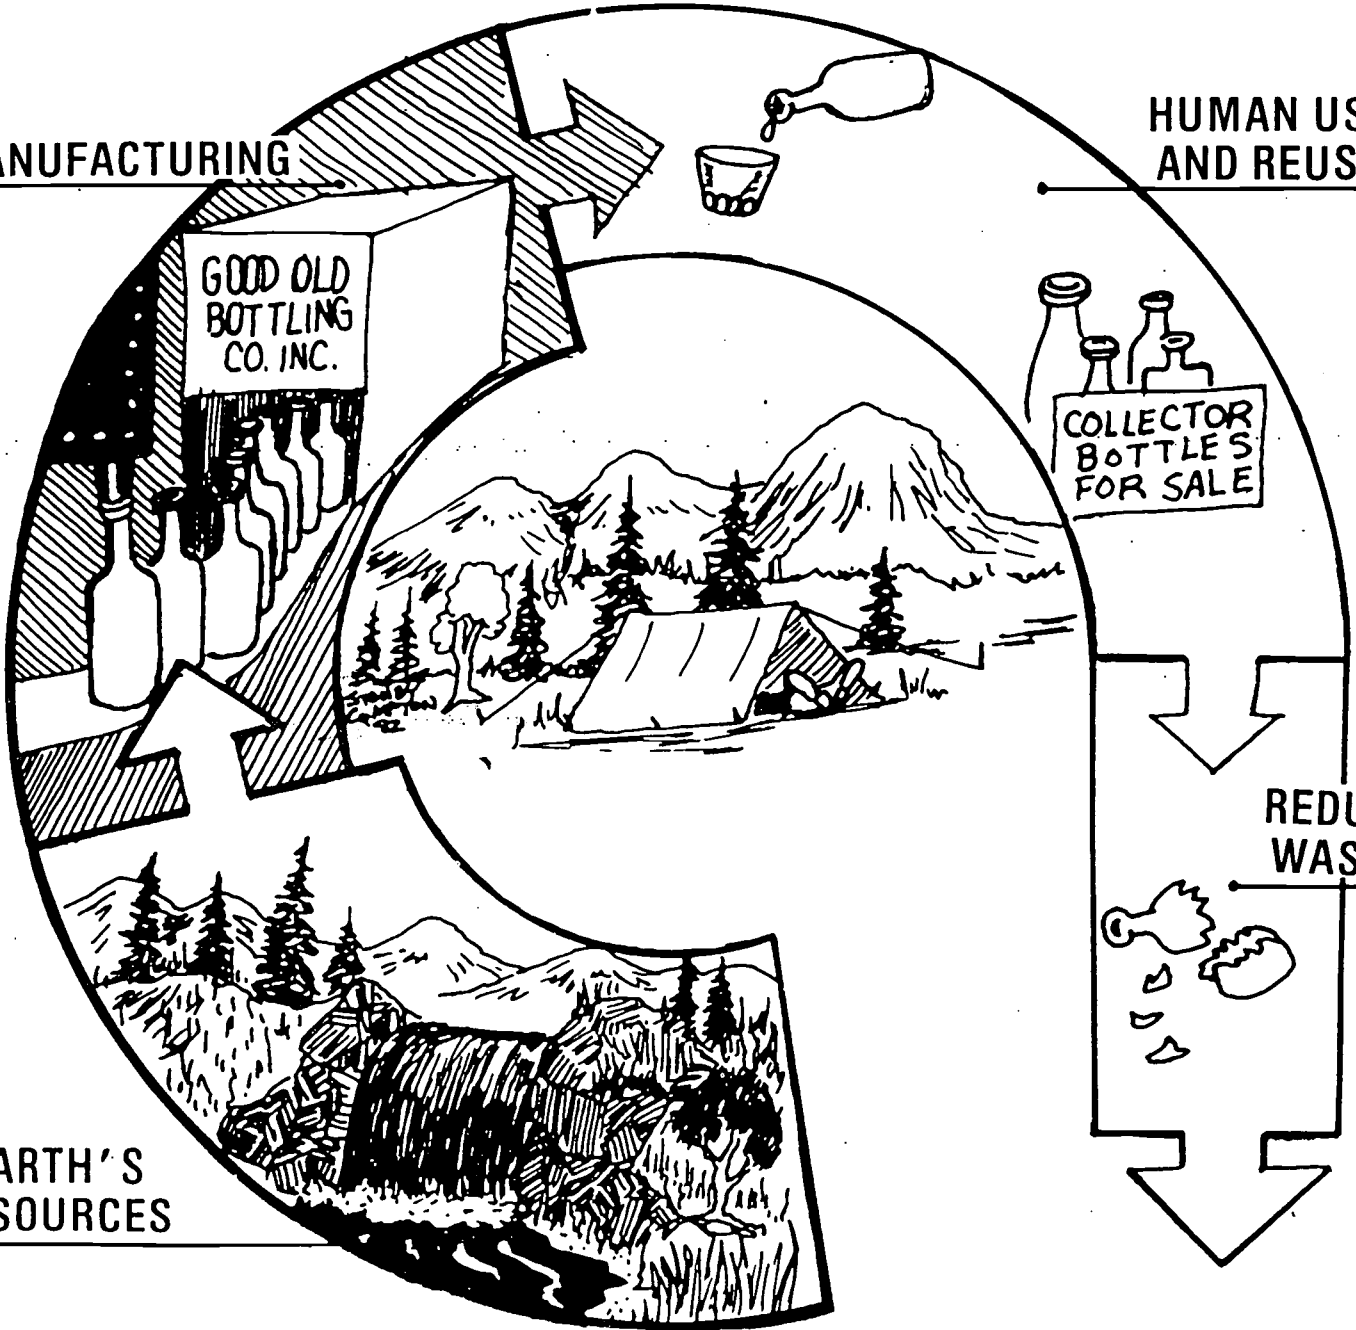 ANUFACTURING
HUMAN US
AND REUS
GOOD OLD
BOTTLING
CO. INC.
COLLECTOR
BOTTLES
FOR SALE
REDU
WAS
ARTH'S
SOURCES